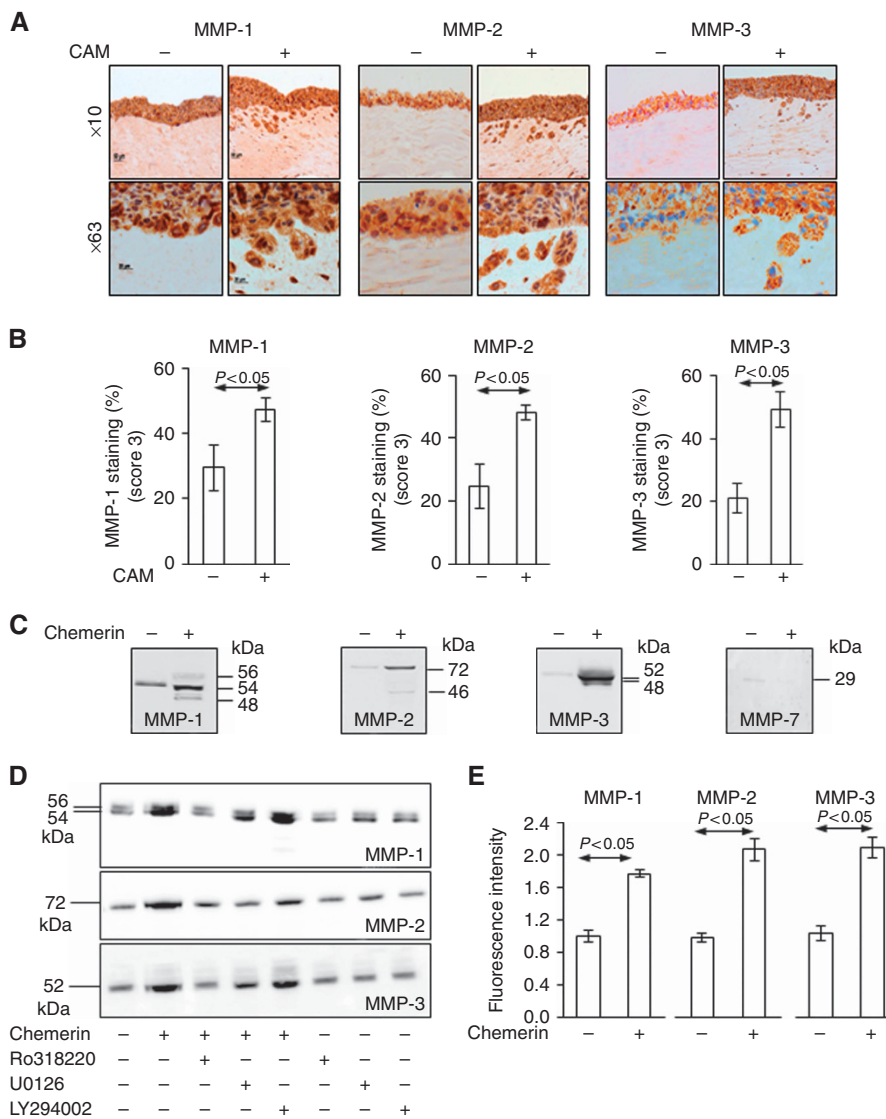 A
MMP-1 MMP-2 MMP-3
CAM – + – + – +
×10
×63
B
MMP-1 MMP-2 MMP-3
MMP-1 staining (%)
(score 3)
60
40
20
0
P<0.05
MMP-2 staining (%)
(score 3)
60
40
20
0
P<0.05
MMP-3 staining (%)
(score 3)
60
40
20
0
P<0.05
CAM – + – + – +
C
Chemerin – + – + – + – +
kDa kDa kDa kDa
56
54
48
MMP-1
72
46
MMP-2
52
48
MMP-3
29
MMP-7
D
56
54
kDa
MMP-1
72
kDa
MMP-2
52
kDa
MMP-3
Chemerin – + + + + – – –
Ro318220 – – + – – + – –
U0126 – – – + – – + –
LY294002 – – – – + – – +
E
MMP-1 MMP-2 MMP-3
P<0.05 P<0.05 P<0.05
Fluorescence intensity
2.4
2.0
1.6
1.2
0.8
0.4
0.0
Chemerin – + – + – +